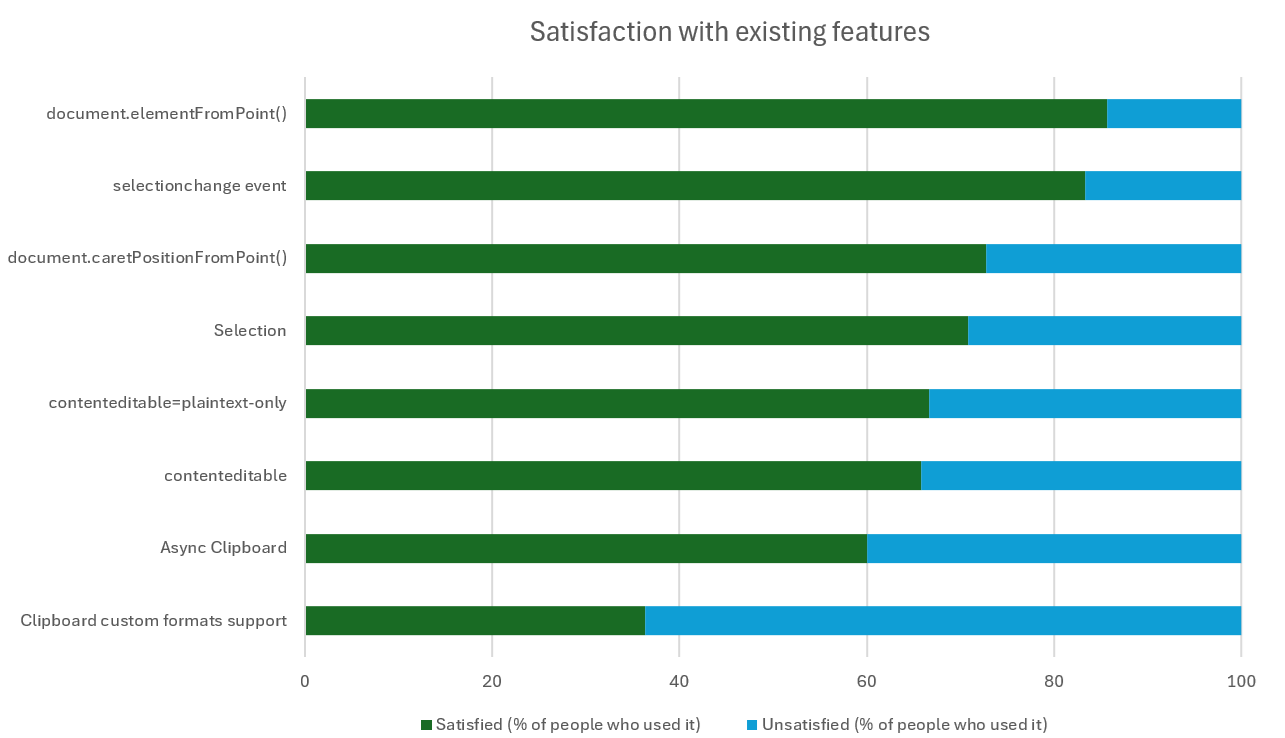 Satisfaction with existing features
document.elementFromPoint()
selectionchange event
document.caretPositionFromPoint()
Selection
contenteditable=plaintext-only
contenteditable
Async Clipboard
Clipboard custom formats support
0 20 40 60 80 100
Satisfied (% of people who used it) Unsatisfied (% of people who used it)